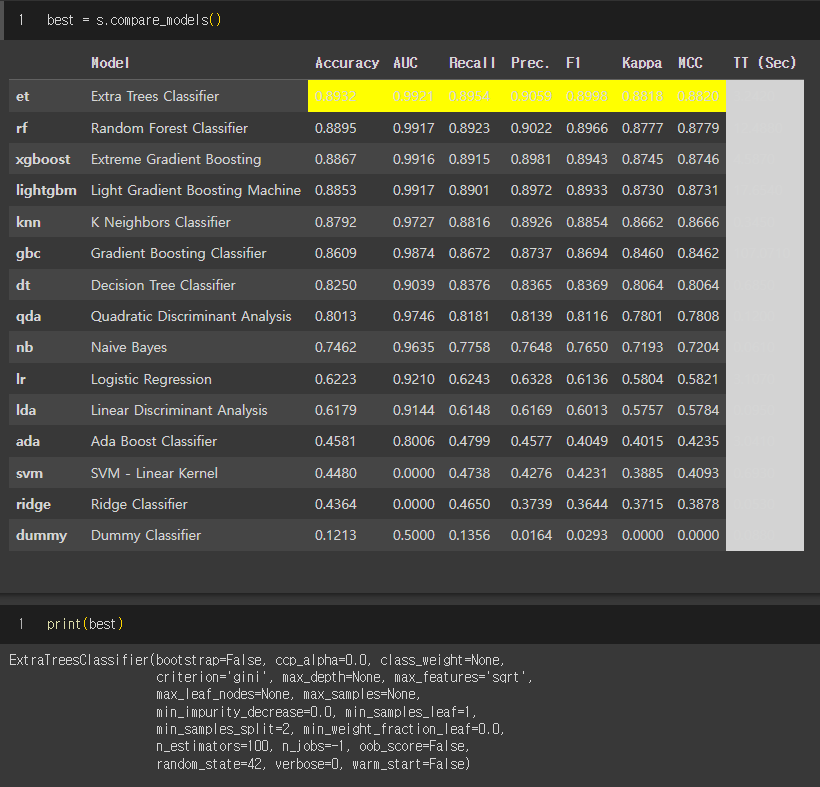 1 best = s.compare_models()
Model Accuracy AUC Recall Prec. F1 Kappa MCC TT (Sec)
et Extra Trees Classifier 0.8932 0.9921 0.8954 0.9059 0.8998 0.8818 0.8820
rf Random Forest Classifier 0.8895 0.9917 0.8923 0.9022 0.8966 0.8777 0.8779
xgboost Extreme Gradient Boosting 0.8867 0.9916 0.8915 0.8981 0.8943 0.8745 0.8746
lightgbm Light Gradient Boosting Machine 0.8853 0.9917 0.8901 0.8972 0.8933 0.8730 0.8731
knn K Neighbors Classifier 0.8792 0.9727 0.8816 0.8926 0.8854 0.8662 0.8666
gbc Gradient Boosting Classifier 0.8609 0.9874 0.8672 0.8737 0.8694 0.8460 0.8462
dt Decision Tree Classifier 0.8250 0.9039 0.8376 0.8365 0.8369 0.8064 0.8064
qda Quadratic Discriminant Analysis 0.8013 0.9746 0.8181 0.8139 0.8116 0.7801 0.7808
nb Naive Bayes 0.7462 0.9635 0.7758 0.7648 0.7650 0.7193 0.7204
lr Logistic Regression 0.6223 0.9210 0.6243 0.6328 0.6136 0.5804 0.5821
lda Linear Discriminant Analysis 0.6179 0.9144 0.6148 0.6169 0.6013 0.5757 0.5784
ada Ada Boost Classifier 0.4581 0.8006 0.4799 0.4577 0.4049 0.4015 0.4235
svm SVM - Linear Kernel 0.4480 0.0000 0.4738 0.4276 0.4231 0.3885 0.4093
ridge Ridge Classifier 0.4364 0.0000 0.4650 0.3739 0.3644 0.3715 0.3878
dummy Dummy Classifier 0.1213 0.5000 0.1356 0.0164 0.0293 0.0000 0.0000
1 print(best)
ExtraTreesClassifier(bootstrap=False, ccp_alpha=0.0, class_weight=None,
criterion='gini', max_depth=None, max_features='sqrt',
max_leaf_nodes=None, max_samples=None,
min_impurity_decrease=0.0, min_samples_leaf=1,
min_samples_split=2, min_weight_fraction_leaf=0.0,
n_estimators=100, n_jobs=-1, oob_score=False,
random_state=42, verbose=0, warm_start=False)